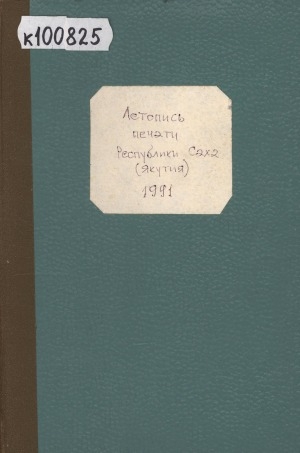 к100825
Летопись
печати
Республики Саха
(Якутия)
1991